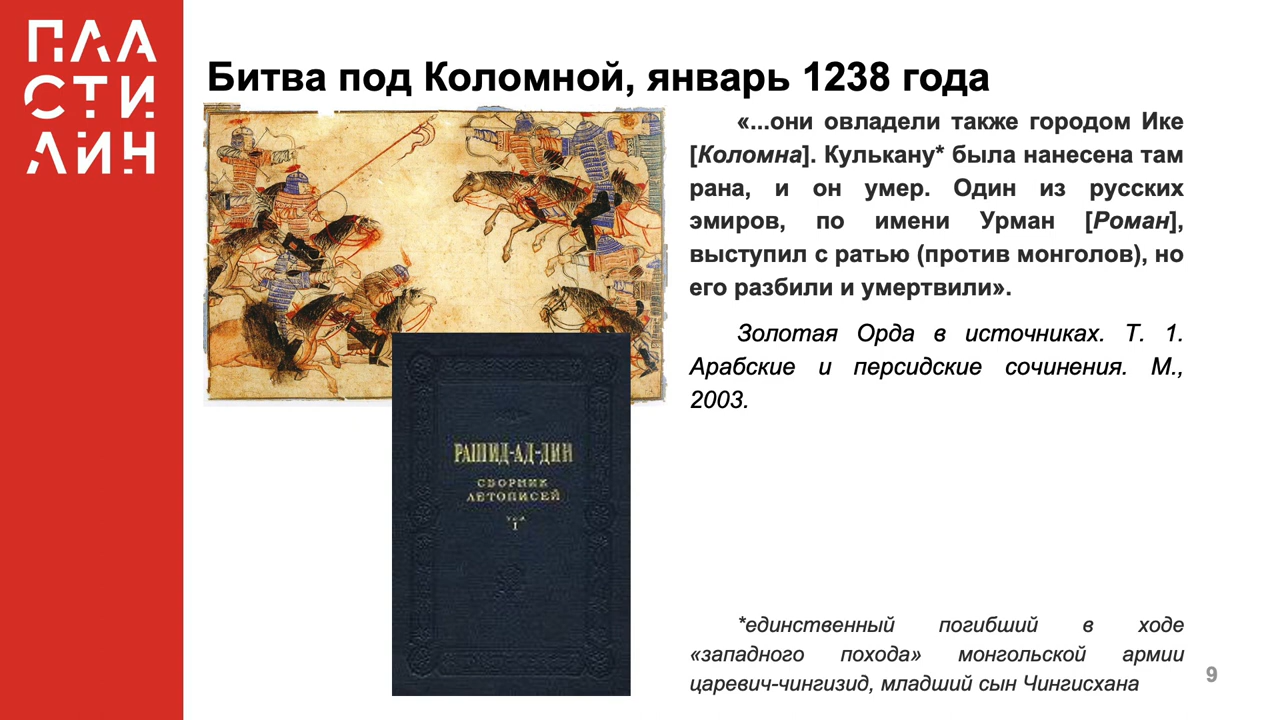 ПЛА
СТИ
ЛИН
Битва под Коломной, январь 1238 года
«...они овладели также городом Ике
[Коломна]. Кулькану* была нанесена там
рана, и он умер. Один из русских
эмиров, по имени Урман [Роман],
выступил с ратью (против монголов), но
его разбили и умертвили».
Золотая Орда в источниках. Т. 1.
Арабские и персидские сочинения. М.,
2003.
РАШИД-АД-ДИН
СБОРНИК
ЛЕТОПИСЕЙ
ТОМ
I
*единственный погибший в ходе
«западного похода» монгольской армии
царевич-чингизид, младший сын Чингисхана
9